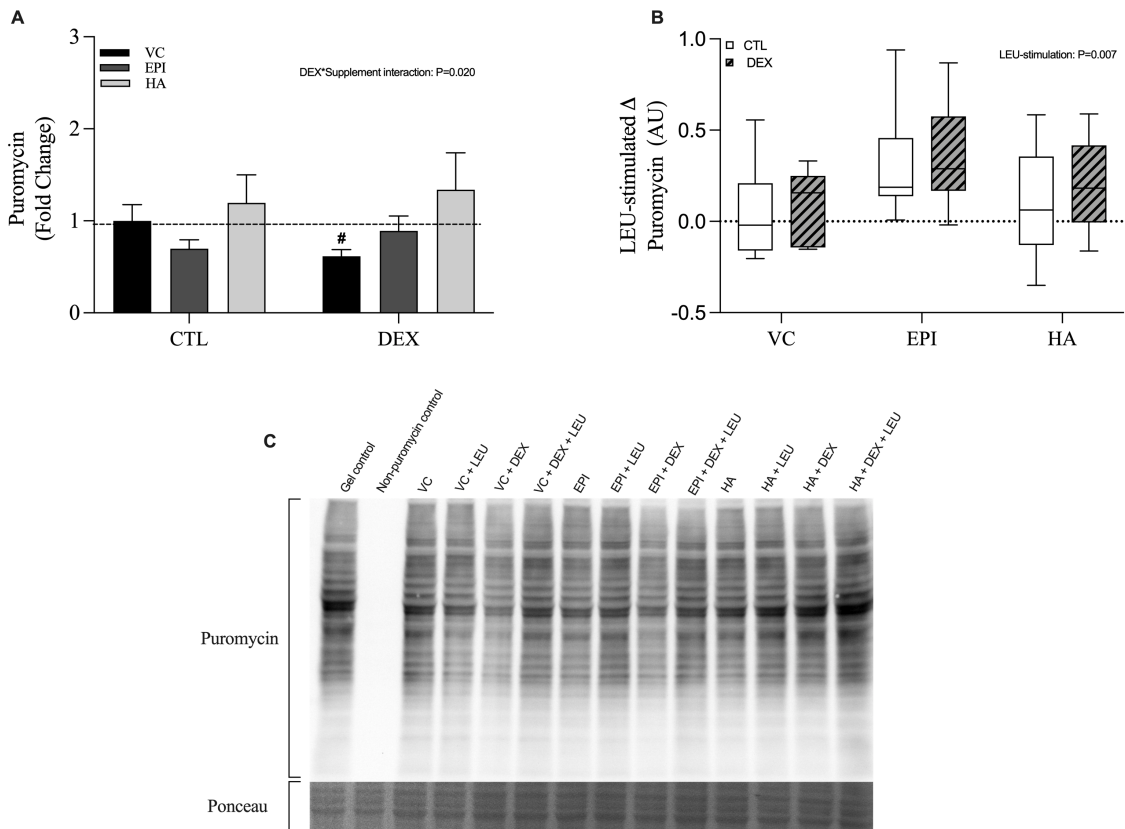 A
3
2
1
0
Puromycin
(Fold Change)
VC
EPI
HA
DEX*Supplement interaction: P=0.020
#
CTL
DEX
B
1.0
0.5
0.0
-0.5
LEU-stimulated Δ
Puromycin (AU)
CTL
DEX
LEU-stimulation: P=0.007
VC
EPI
HA
C
Gel control
Non-puromycin control
VC
VC + LEU
VC + DEX
VC + DEX + LEU
EPI
EPI + LEU
EPI + DEX
EPI + DEX + LEU
HA
HA + LEU
HA + DEX
HA + DEX + LEU
Puromycin
Ponceau